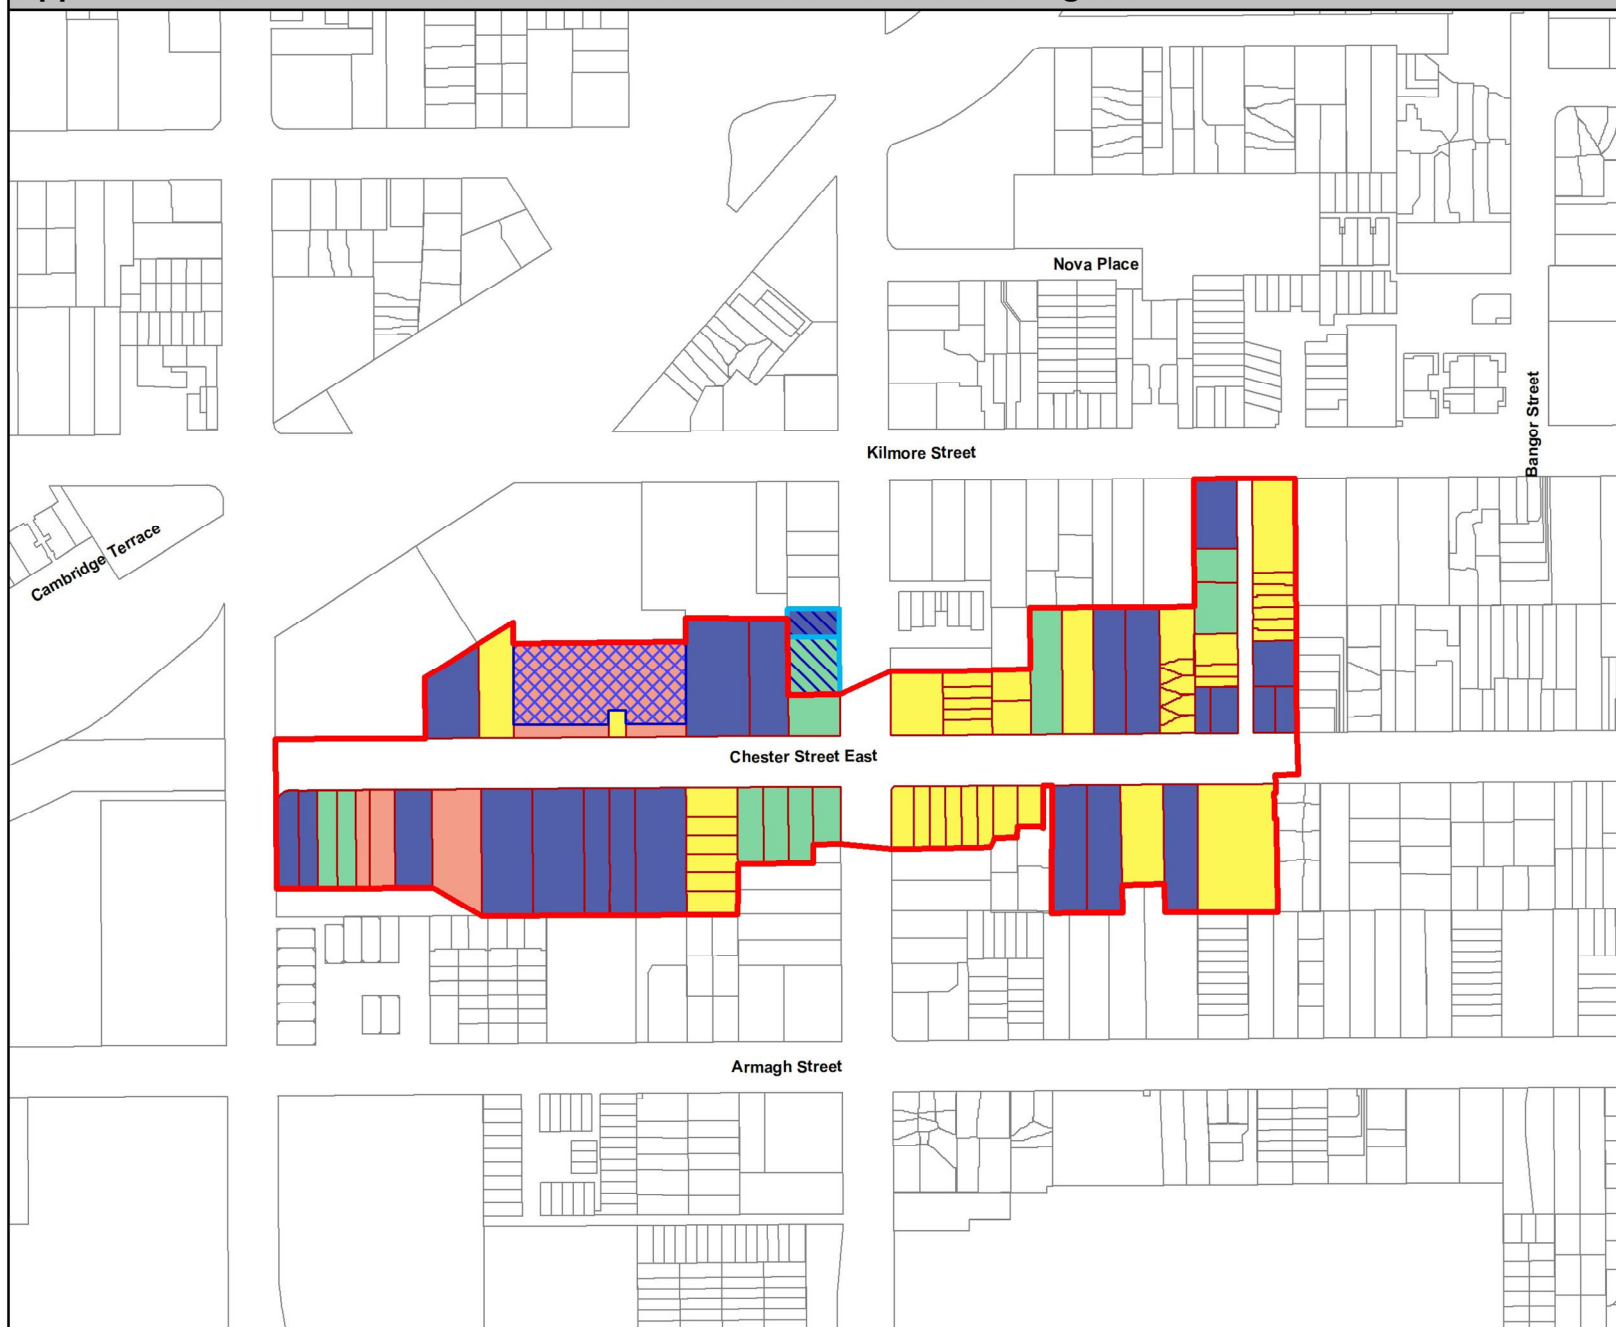 Nova Place
Kilmore Street
Bangor Street
Cambridge Terrace
Chester Street East
Armagh Street